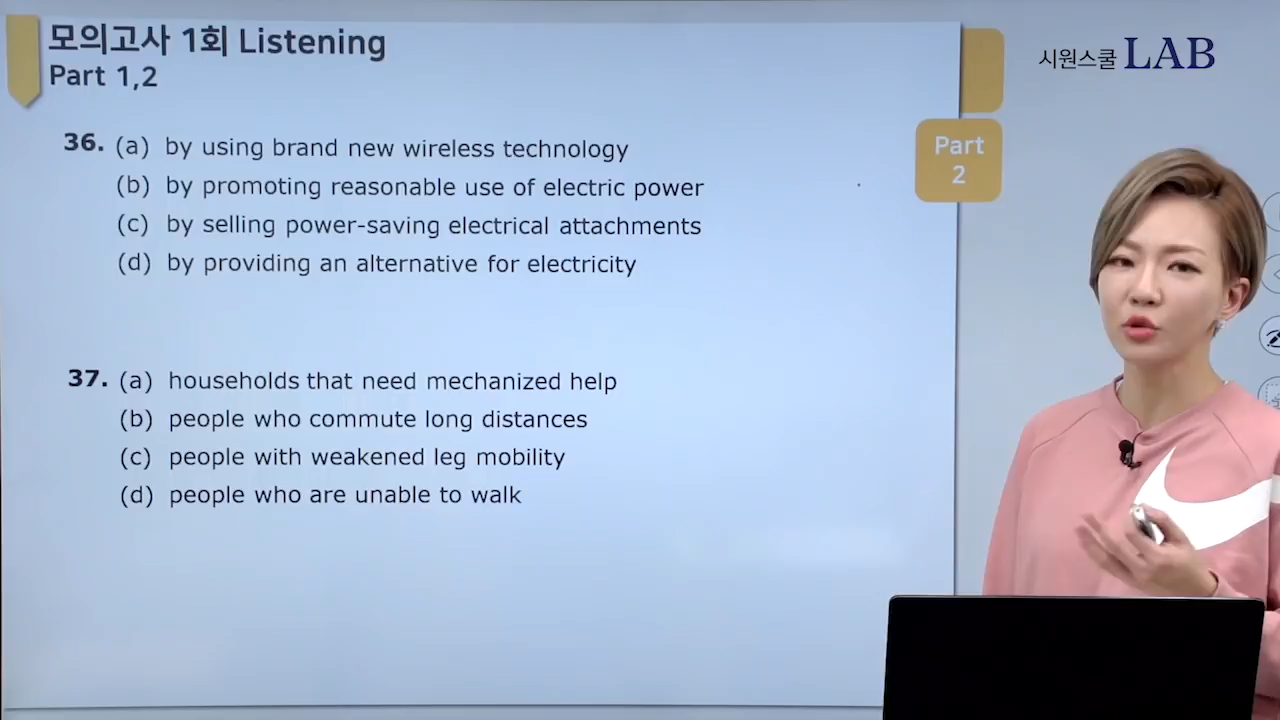 모의고사 1회 Listening
Part 1,2
시원스쿨 LAB
Part
2
36. (a) by using brand new wireless technology
(b) by promoting reasonable use of electric power
(c) by selling power-saving electrical attachments
(d) by providing an alternative for electricity
37. (a) households that need mechanized help
(b) people who commute long distances
(c) people with weakened leg mobility
(d) people who are unable to walk